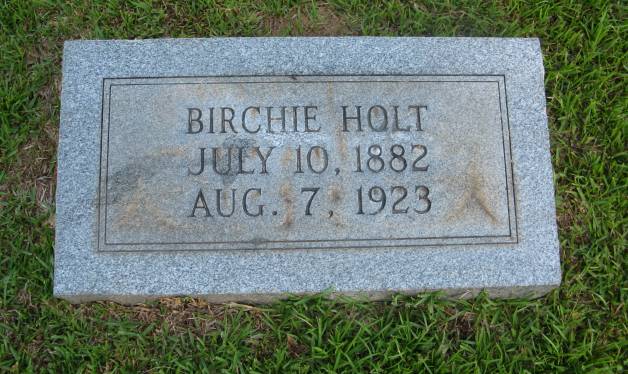 BIRCHIE HOLT
JULY 10, 1882
AUG. 7, 1923